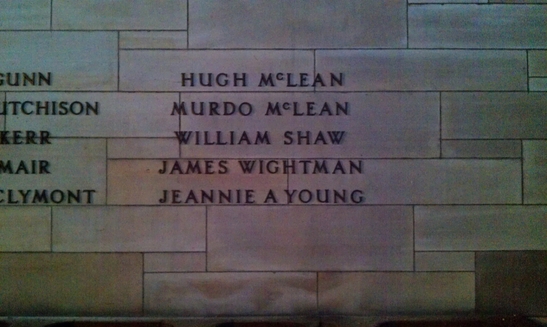 GUNN HUGH McLEAN
UTCHISON MURDO McLEAN
KERR WILLIAM SHAW
MAIR JAMES WIGHTMAN
CLYMONT JEANNIE A YOUNG